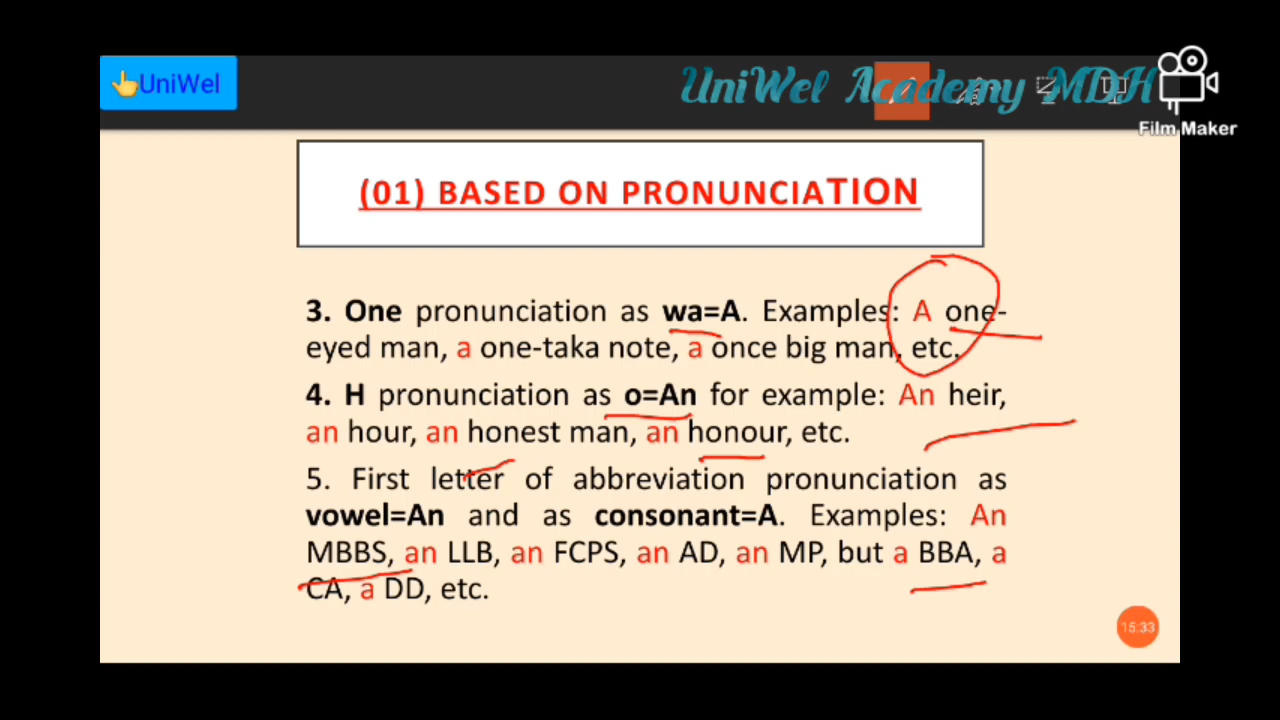 👆UniWel
UniWel Academy MDH
Film Maker
(01) BASED ON PRONUNCIATION
3. One pronunciation as wa=A. Examples: A one-
eyed man, a one-taka note, a once big man, etc.
4. H pronunciation as o=An for example: An heir,
an hour, an honest man, an honour, etc.
5. First letter of abbreviation pronunciation as
vowel=An and as consonant=A. Examples: An
MBBS, an LLB, an FCPS, an AD, an MP, but a BBA, a
CA, a DD, etc.
15:33